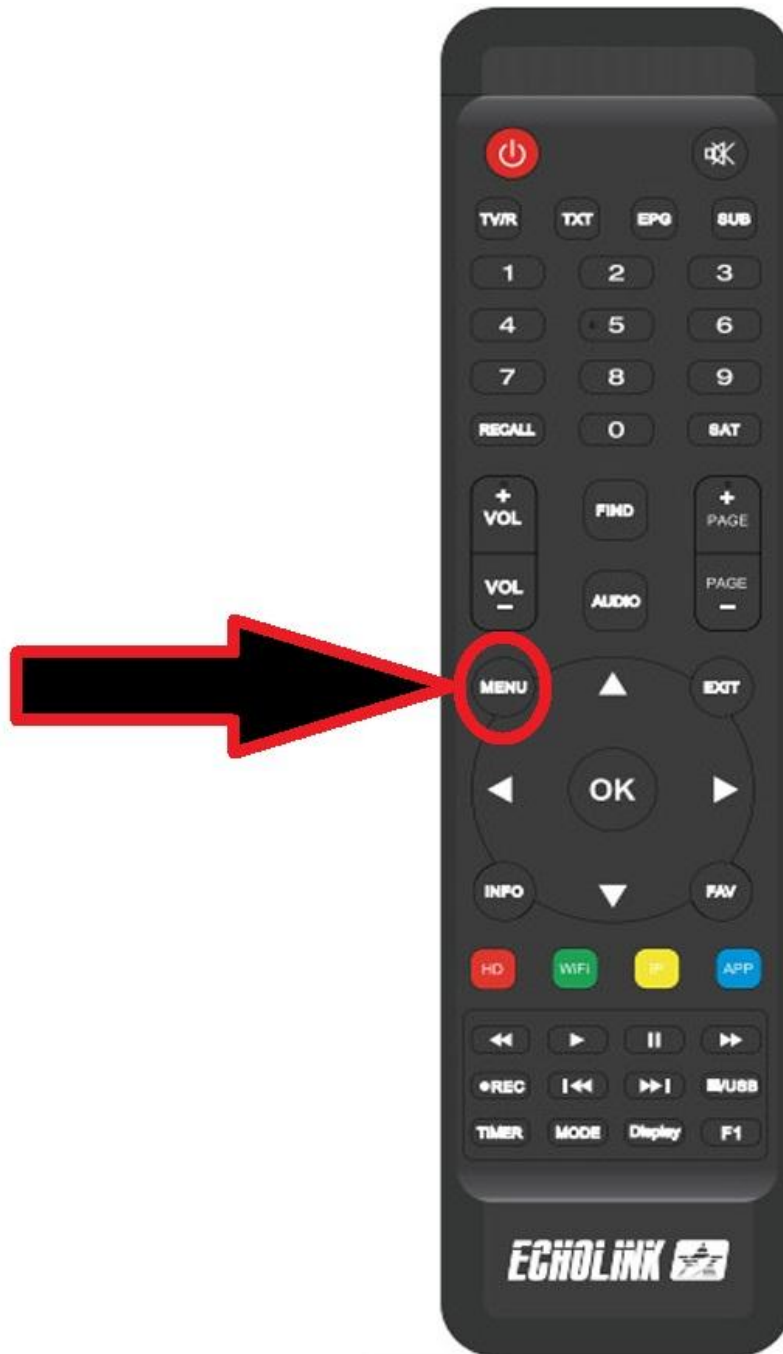 TV/R TXT EPG SUB
1 2 3
4 5 6
7 8 9
RECALL 0 SAT
+ FIND +
VOL PAGE
VOL AUDIO PAGE
- -
MENU EXIT
OK
INFO FAV
HD WiFi IP APP
REC /USB
TIMER MODE Display F1
ECHOLINK